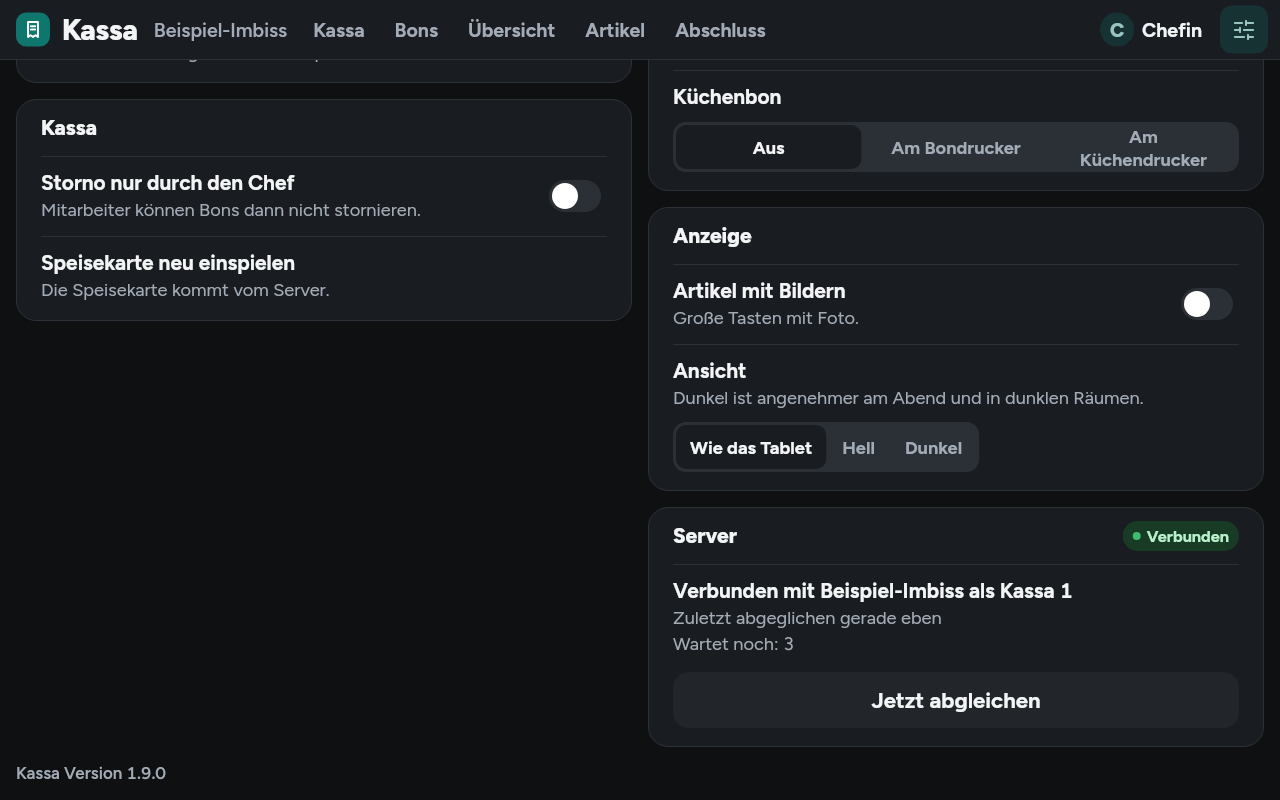 Kassa
Beispiel-Imbiss
Kassa
Bons
Übersicht
Artikel
Abschluss
C
Chefin
Kassa
Storno nur durch den Chef
Mitarbeiter können Bons dann nicht stornieren.
Speisekarte neu einspielen
Die Speisekarte kommt vom Server.
Küchenbon
Aus
Am Bondrucker
Am
Küchendrucker
Anzeige
Artikel mit Bildern
Große Tasten mit Foto.
Ansicht
Dunkel ist angenehmer am Abend und in dunklen Räumen.
Wie das Tablet
Hell
Dunkel
Server
Verbunden
Verbunden mit Beispiel-Imbiss als Kassa 1
Zuletzt abgeglichen gerade eben
Wartet noch: 3
Jetzt abgleichen
Kassa Version 1.9.0